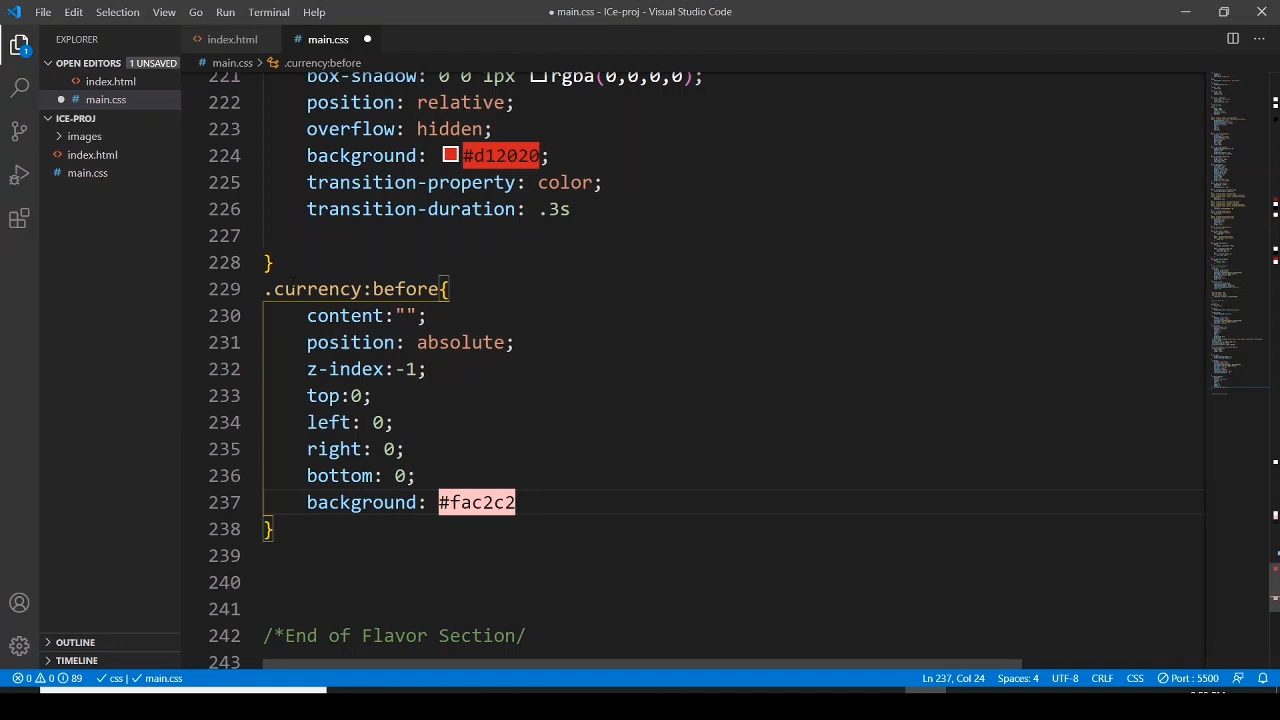 File Edit Selection View Go Run Terminal Help
● main.css - ICe-proj - Visual Studio Code
EXPLORER
index.html
main.css
OPEN EDITORS 1 UNSAVED
main.css > .currency:before
1
index.html
main.css
ICE-PROJ
images
index.html
main.css
221 box-shadow: 0 0 1px rgba(0,0,0,0);
222 position: relative;
223 overflow: hidden;
224 background: #d12020;
225 transition-property: color;
226 transition-duration: .3s
227
228 }
229 .currency:before{
230 content:"";
231 position: absolute;
232 z-index:-1;
233 top:0;
234 left: 0;
235 right: 0;
236 bottom: 0;
237 background: #fac2c2
238 }
239
240
241
242 /*End of Flavor Section/
243
OUTLINE
TIMELINE
0 0 89 css | main.css Ln 237, Col 24 Spaces: 4 UTF-8 CRLF CSS Port : 5500